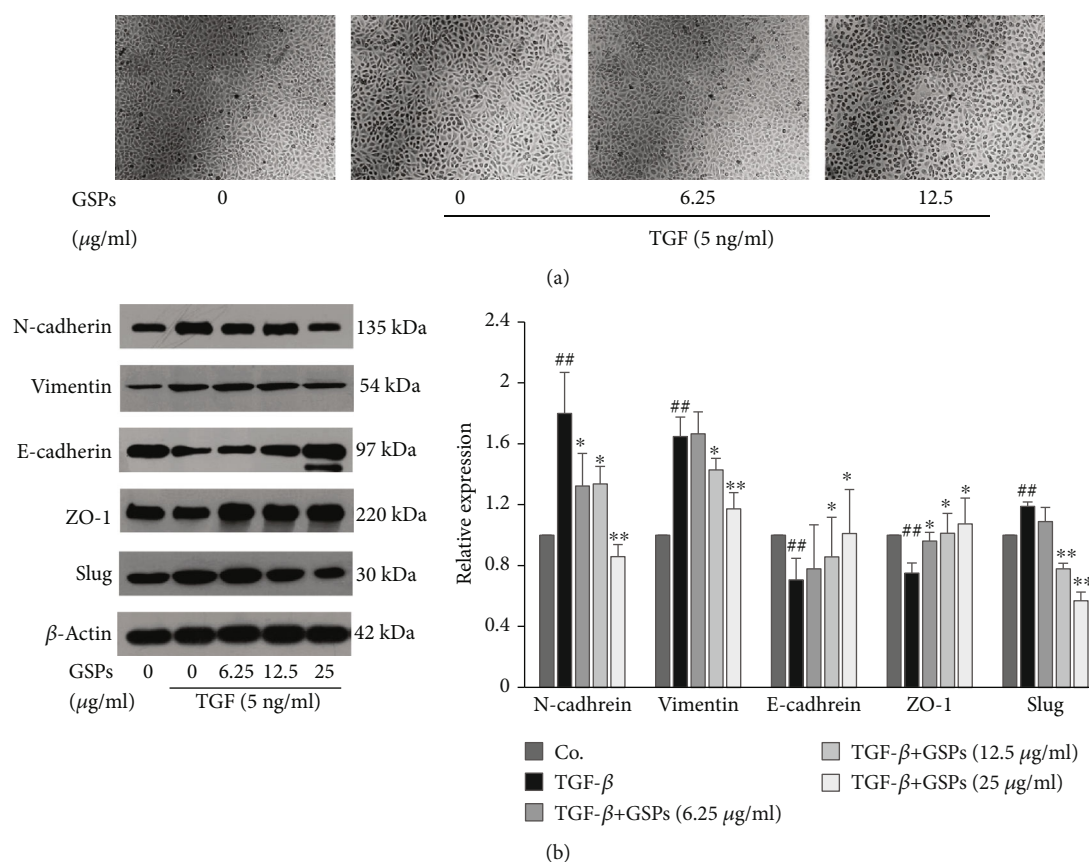 GSPs 0 0 6.25 12.5
(μg/ml) TGF (5 ng/ml)
(a)
N-cadherin 135 kDa
Vimentin 54 kDa
E-cadherin 97 kDa
ZO-1 220 kDa
Slug 30 kDa
β-Actin 42 kDa
GSPs 0 0 6.25 12.5 25
(μg/ml) TGF (5 ng/ml)
Relative expression
2.4
2
1.6
1.2
0.8
0.4
0
## * * **
## * **
## * *
## * * *
## ** **
N-cadhrein Vimentin E-cadhrein ZO-1 Slug
Co.
TGF-β
TGF-β+GSPs (6.25 μg/ml)
TGF-β+GSPs (12.5 μg/ml)
TGF-β+GSPs (25 μg/ml)
(b)